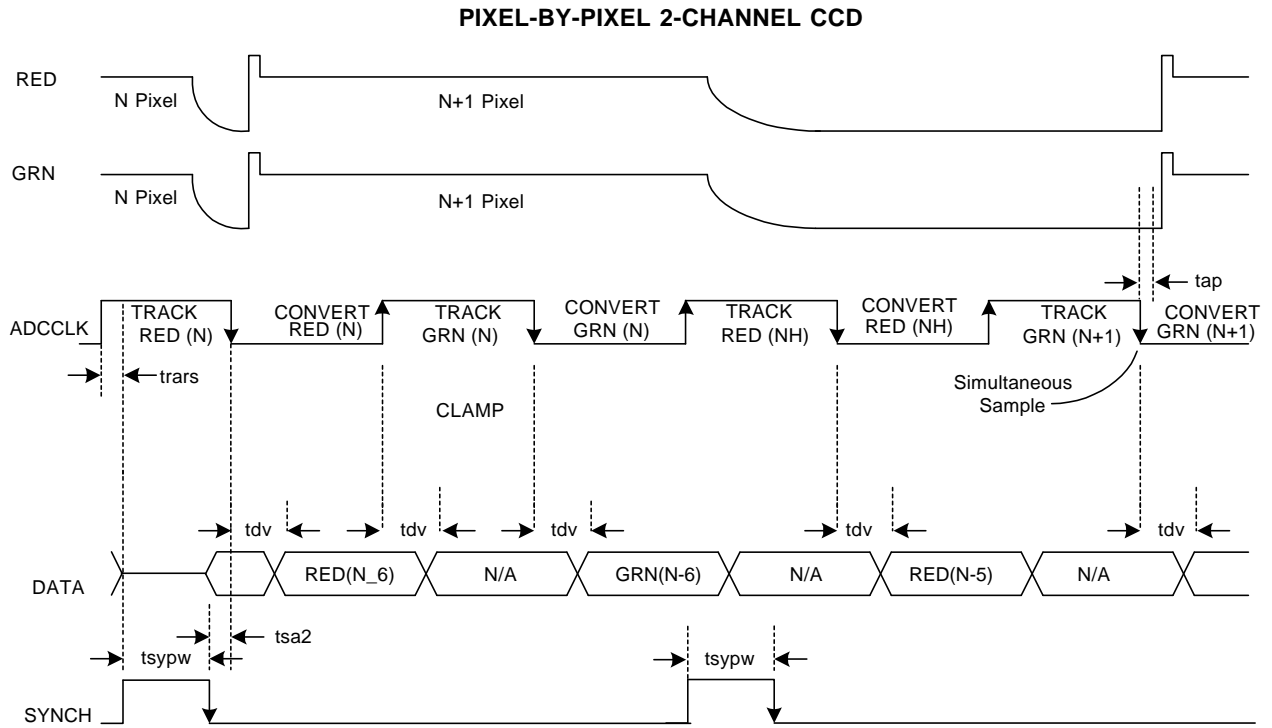 PIXEL-BY-PIXEL 2-CHANNEL CCD
RED
N Pixel
N+1 Pixel
GRN
N Pixel
N+1 Pixel
tap
ADCCLK
TRACK
RED (N)
CONVERT
RED (N)
TRACK
GRN (N)
CONVERT
GRN (N)
TRACK
RED (NH)
CONVERT
RED (NH)
TRACK
GRN (N+1)
CONVERT
GRN (N+1)
trars
Simultaneous
Sample
CLAMP
tdv
tdv
tdv
tdv
tdv
DATA
RED(N_6)
N/A
GRN(N-6)
N/A
RED(N-5)
N/A
tsa2
tsypw
tsypw
SYNCH